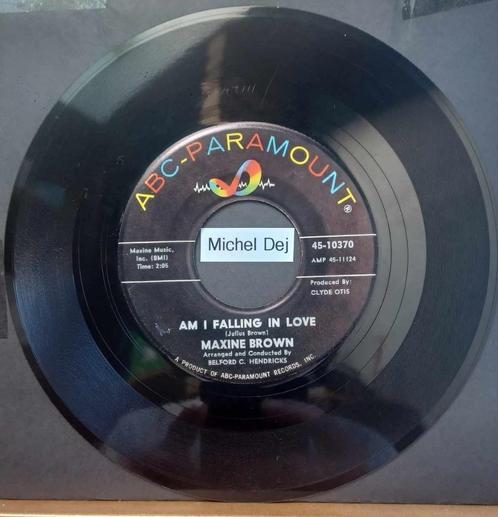 ABC-PARAMOUNT
®
Maxine Music,
Inc. (BMI)
Time: 2:05
Michel Dej
45-10370
AMP 45-11124
Produced By:
CLYDE OTIS
AM I FALLING IN LOVE
(Julius Brown)
MAXINE BROWN
Arranged and Conducted By
BELFORD C. HENDRICKS
A PRODUCT OF ABC-PARAMOUNT RECORDS, INC.